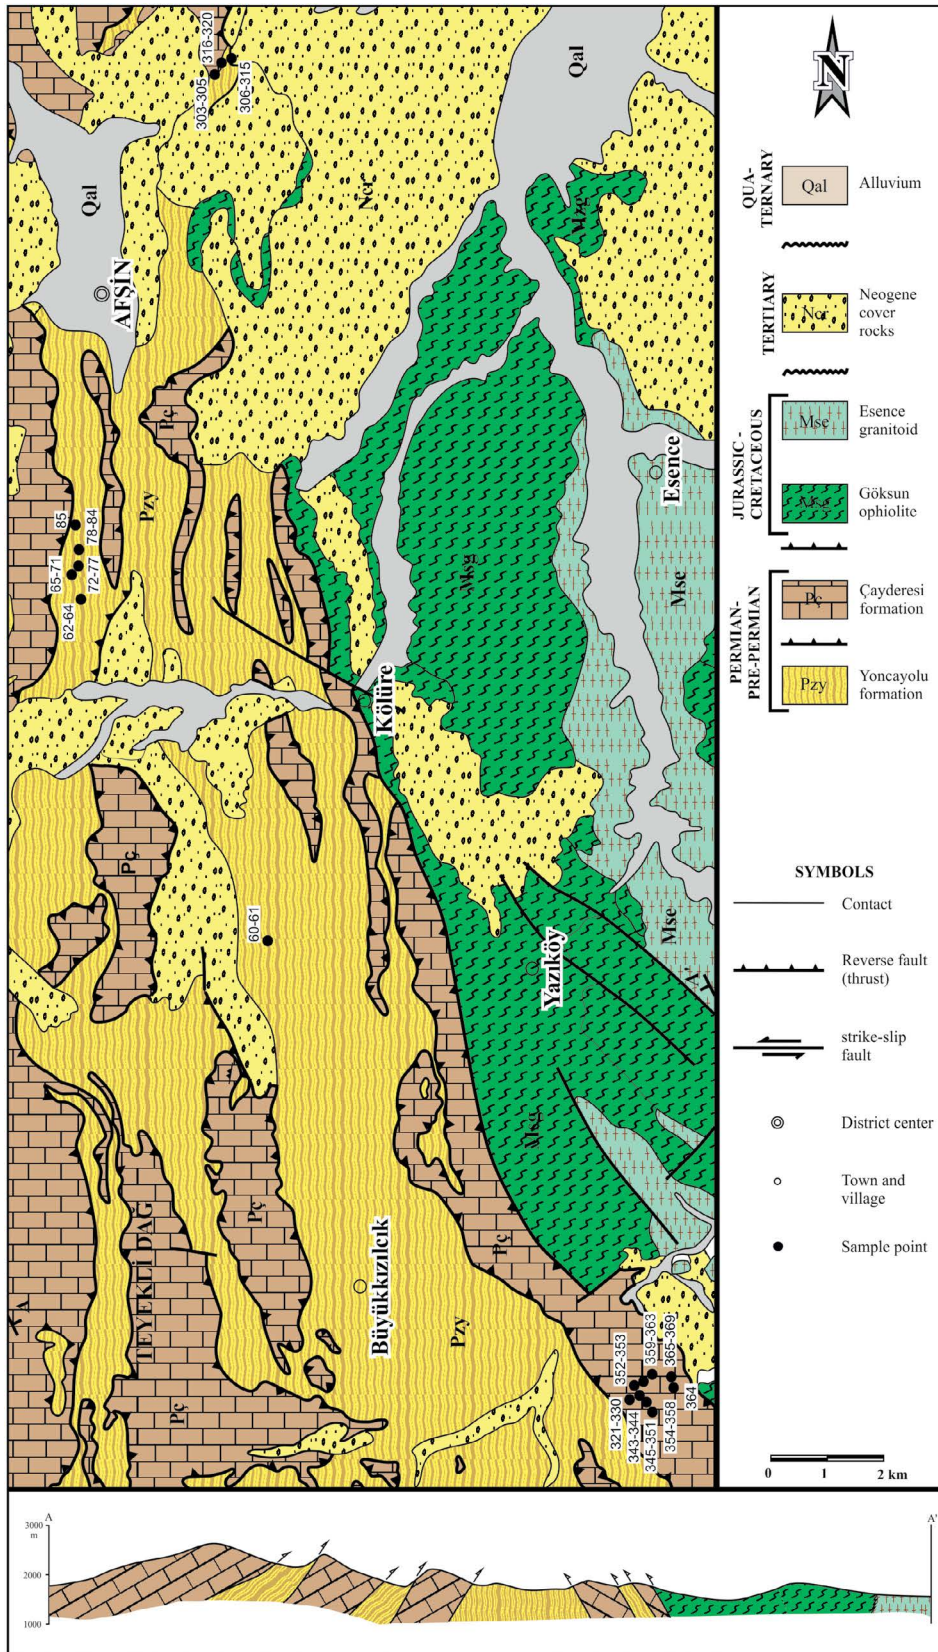 303-305
316-320
306-315
Qal
Qal
AFŞİN
Ncr
Mzg
Pç
Pzy
85
78-84
65-71
72-77
62-64
Esence
Msg
Mse
Kölüre
Pç
60-61
Yazıköy
Mse
A'
Msg
TEYEKLİ DAĞ
Pç
Pç
A
Büyükkızılcık
Pzy
Pç
352-353
359-363
365-369
321-330
343-344
345-351
354-358
364
N
QUA-
TERNARY
Qal
Alluvium
TERTIARY
Ncr
Neogene
cover
rocks
JURASSIC -
CRETACEOUS
Mse
Esence
granitoid
Msg
Göksun
ophiolite
PERMIAN-
PRE-PERMIAN
Pç
Çayderesi
formation
Pzy
Yoncayolu
formation
SYMBOLS
Contact
Reverse fault
(thrust)
strike-slip
fault
District center
Town and
village
Sample point
0 1 2 km
A
A'
3000
m
2000
1000